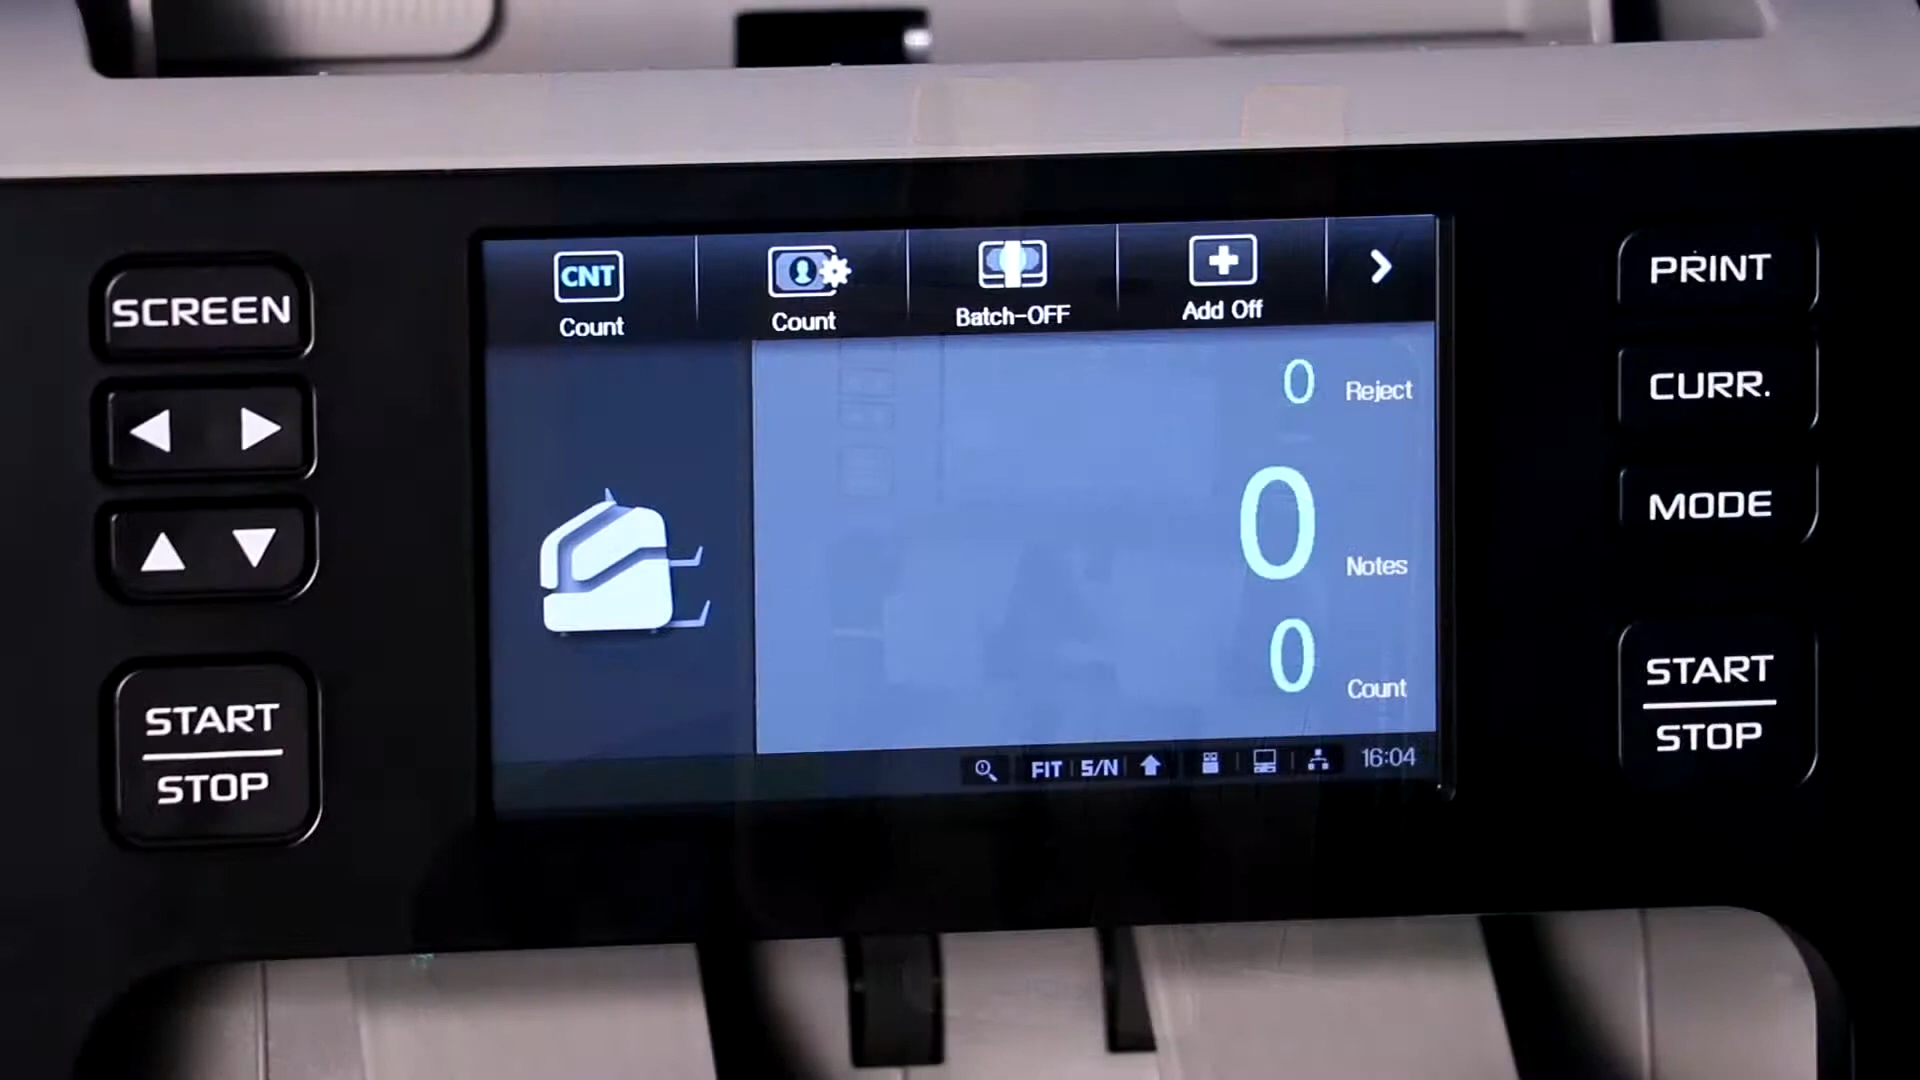 SCREEN
START
STOP
CNT
Count
Count
Batch-OFF
Add Off
0 Reject
0 Notes
0 Count
FIT S/N 16:04
PRINT
CURR.
MODE
START
STOP